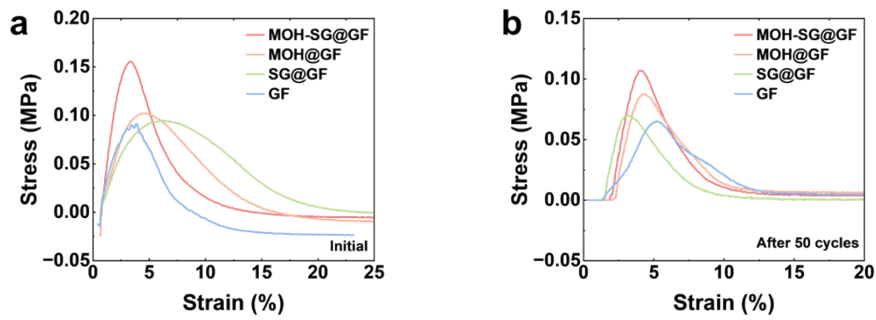 a
MOH-SG@GF
MOH@GF
SG@GF
GF
0.20
0.15
0.10
0.05
0.00
−0.05
Stress (MPa)
Initial
0
5
10
15
20
25
Strain (%)
b
MOH-SG@GF
MOH@GF
SG@GF
GF
0.15
0.10
0.05
0.00
−0.05
Stress (MPa)
After 50 cycles
0
5
10
15
20
Strain (%)